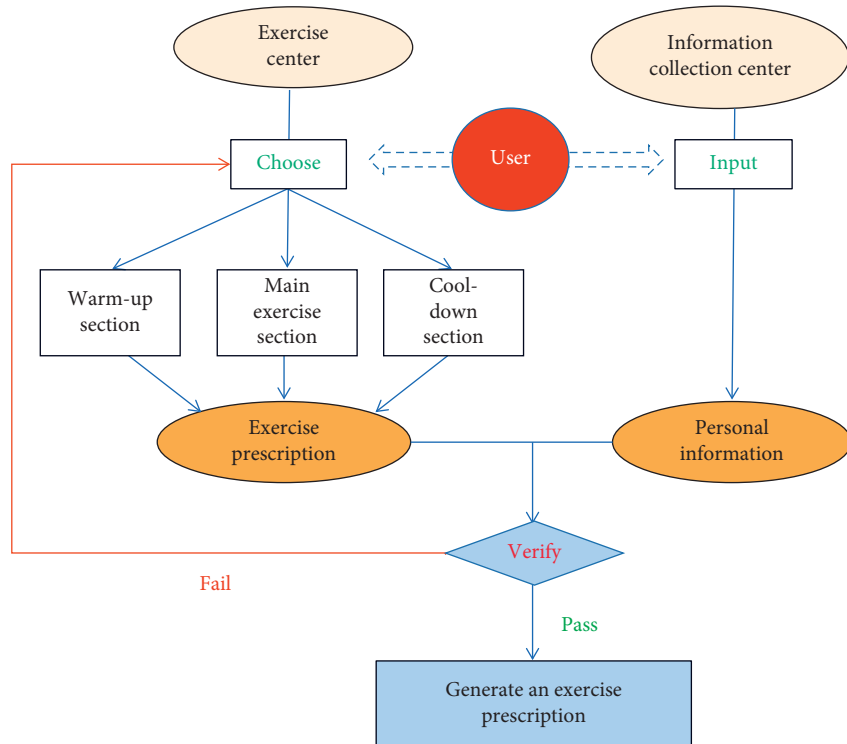 Exercise
center
Information
collection center
Choose
User
Input
Warm-up
section
Main
exercise
section
Cool-
down
section
Exercise
prescription
Personal
information
Verify
Fail
Pass
Generate an exercise
prescription